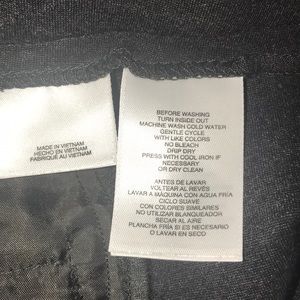 MADE IN VIETNAM
HECHO EN VIETNAM
FABRIQUÉ AU VIETNAM
BEFORE WASHING
TURN INSIDE OUT
MACHINE WASH COLD WATER
GENTLE CYCLE
WITH LIKE COLORS
NO BLEACH
DRIP DRY
PRESS WITH COOL IRON IF
NECESSARY
OR DRY CLEAN
ANTES DE LAVAR
VOLTEAR AL REVÉS
LAVAR A MÁQUINA CON AGUA FRÍA
CICLO SUAVE
CON COLORES SIMILARES
NO UTILIZAR BLANQUEADOR
SECAR AL AIRE
PLANCHA FRÍA SI ES NECESARIO
O LAVADO EN SECO